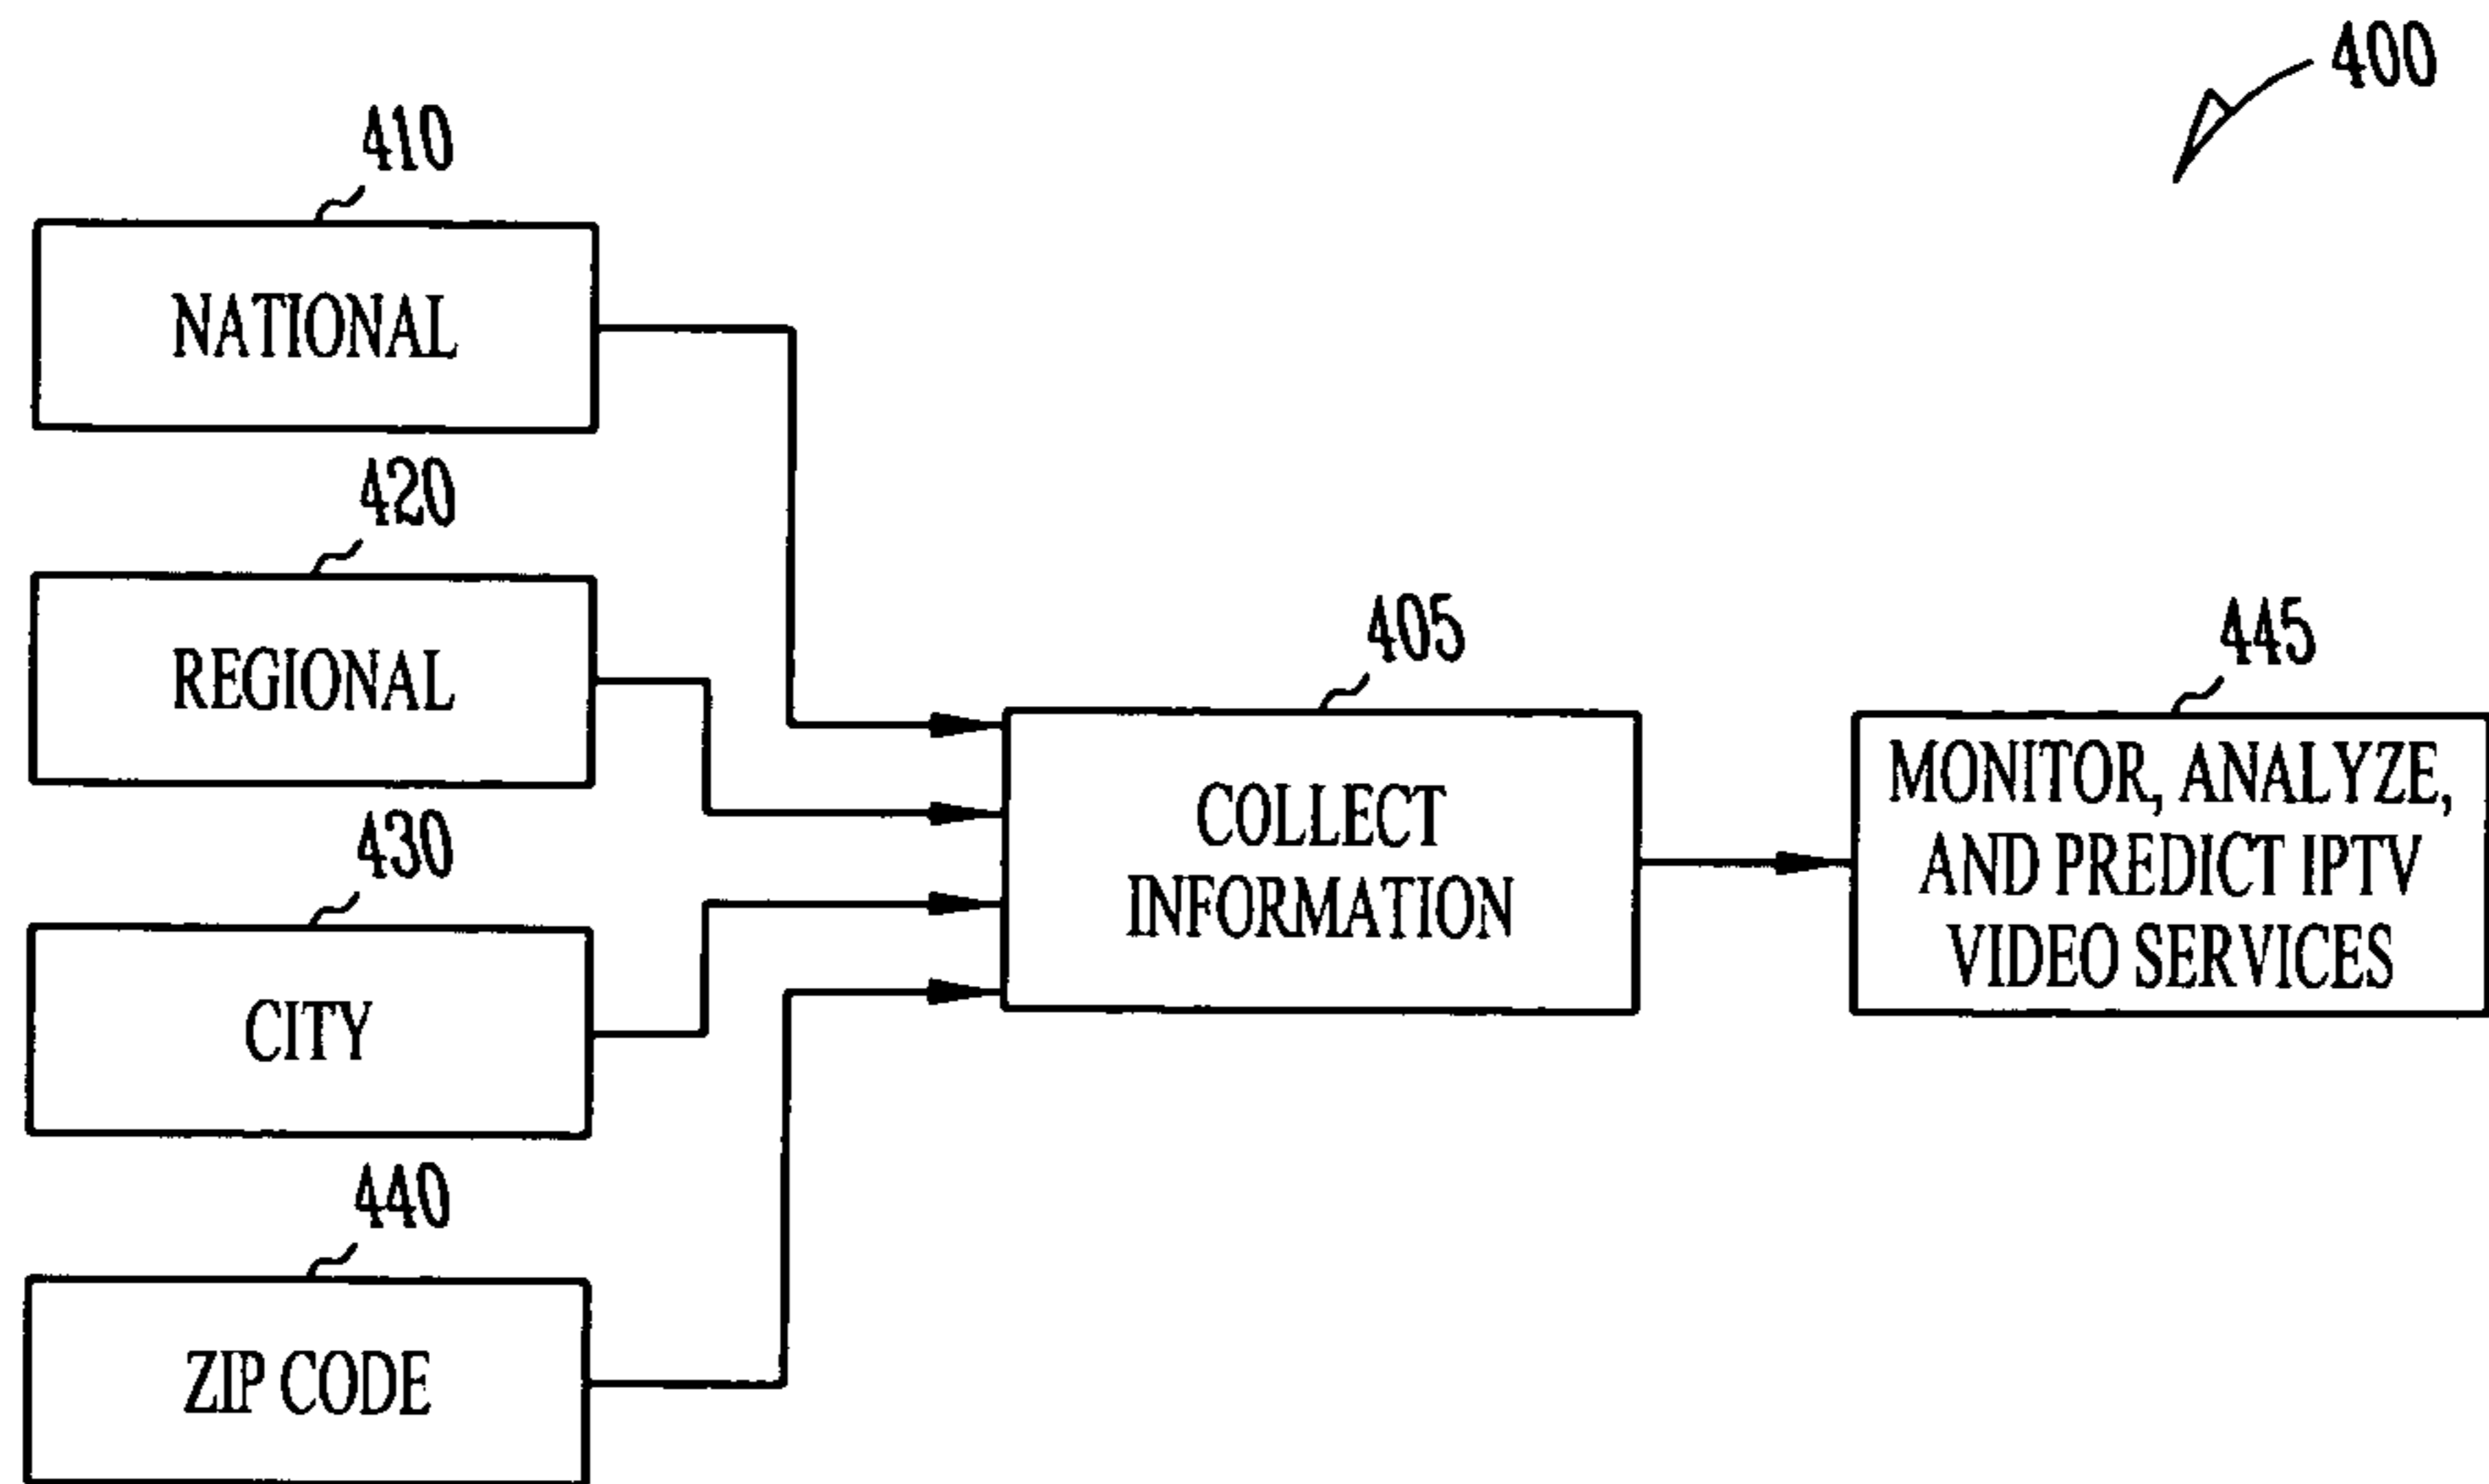 400
410
NATIONAL
420
REGIONAL
430
CITY
440
ZIP CODE
405
COLLECT
INFORMATION
445
MONITOR, ANALYZE,
AND PREDICT IPTV
VIDEO SERVICES